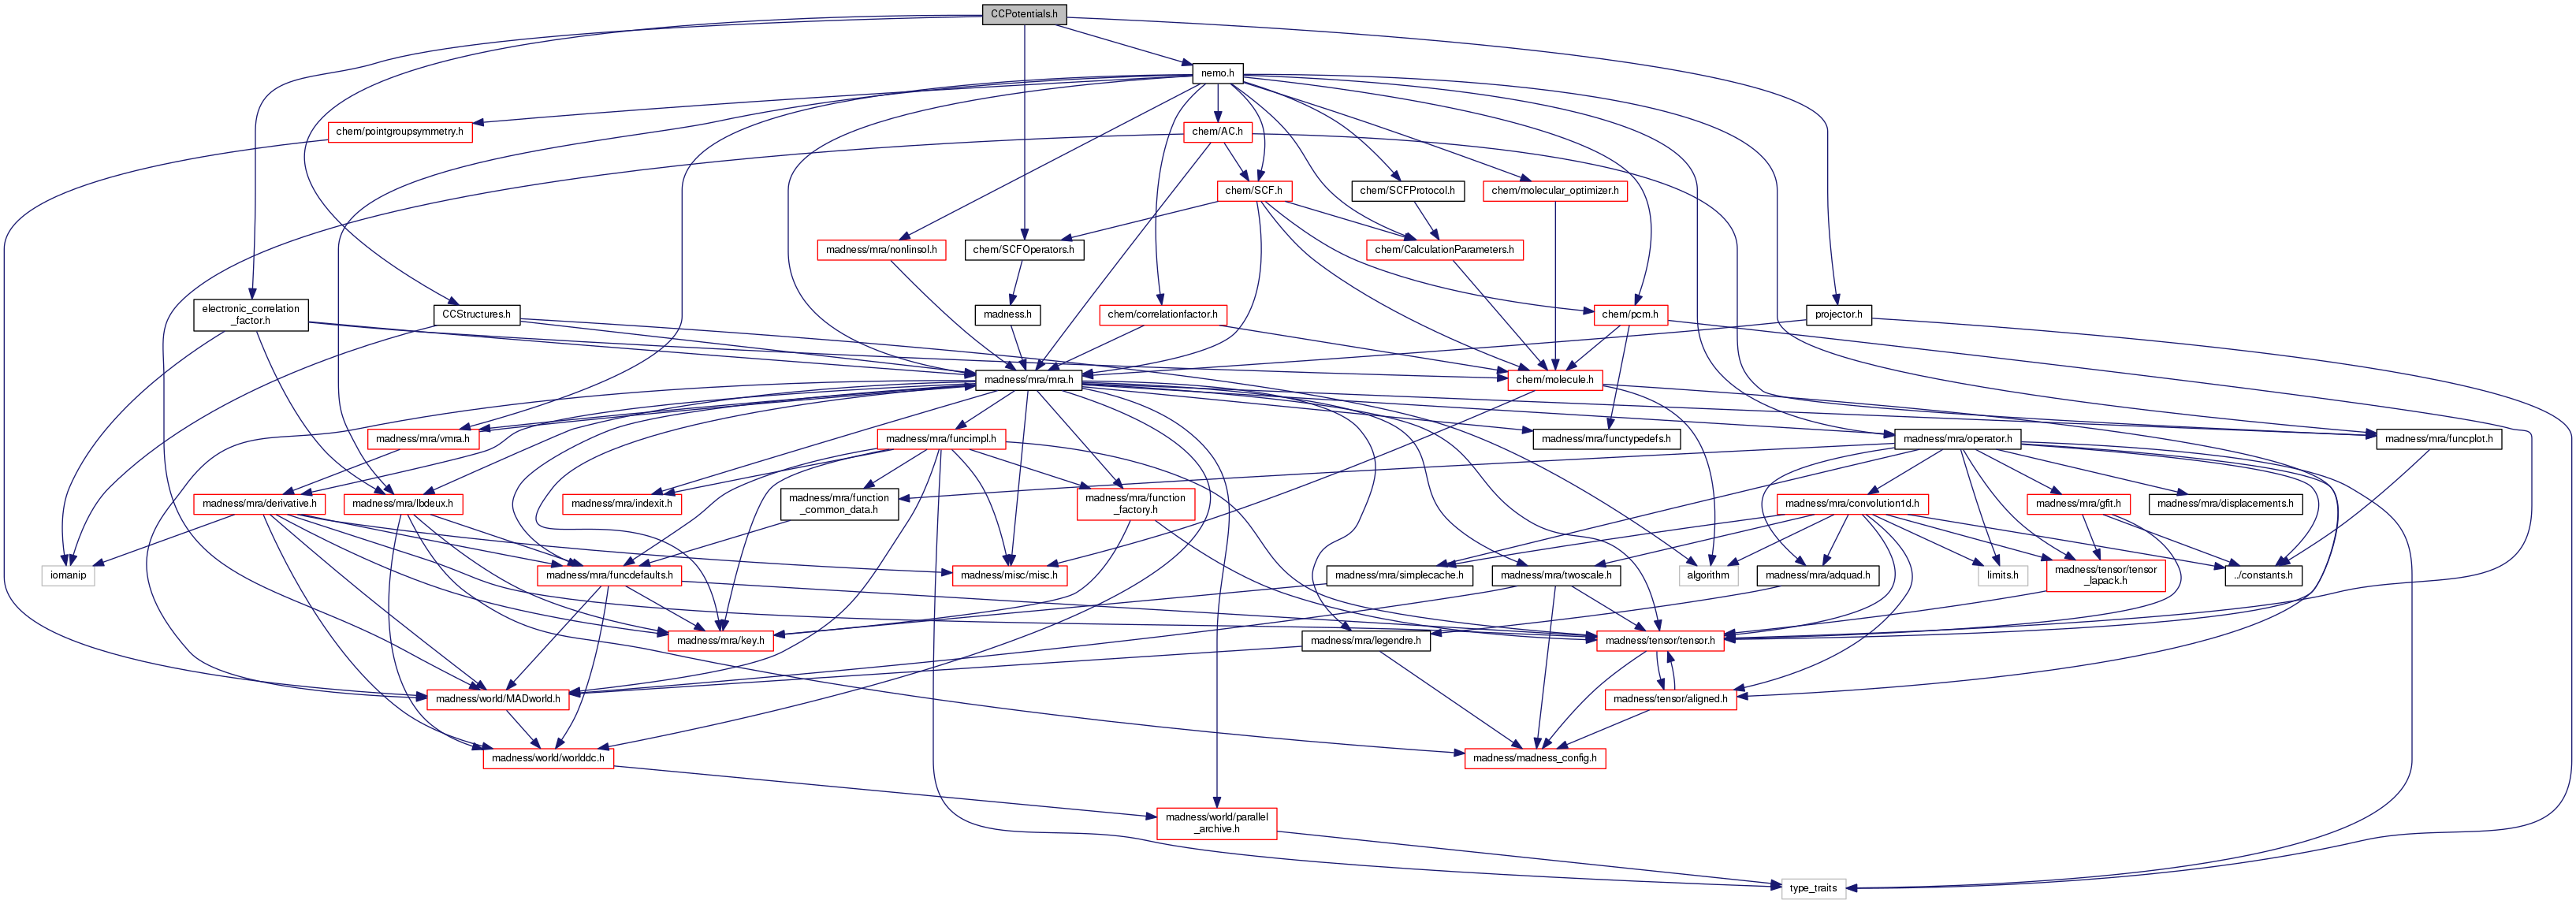 CCPotentials.h
nemo.h
chem/pointgroupsymmetry.h
chem/AC.h
chem/SCF.h
chem/SCFProtocol.h
chem/molecular_optimizer.h
madness/mra/nonlinsol.h
chem/SCFOperators.h
chem/CalculationParameters.h
electronic_correlation
_factor.h
CCStructures.h
madness.h
chem/correlationfactor.h
chem/pcm.h
projector.h
madness/mra/mra.h
chem/molecule.h
madness/mra/vmra.h
madness/mra/funcimpl.h
madness/mra/functypedefs.h
madness/mra/operator.h
madness/mra/funcplot.h
madness/mra/derivative.h
madness/mra/lbdeux.h
madness/mra/indexit.h
madness/mra/function
_common_data.h
madness/mra/function
_factory.h
madness/mra/convolution1d.h
madness/mra/gfit.h
madness/mra/displacements.h
iomanip
madness/mra/funcdefaults.h
madness/misc/misc.h
madness/mra/simplecache.h
madness/mra/twoscale.h
algorithm
madness/mra/adquad.h
limits.h
madness/tensor/tensor
_lapack.h
../constants.h
madness/mra/key.h
madness/mra/legendre.h
madness/tensor/tensor.h
madness/world/MADworld.h
madness/tensor/aligned.h
madness/world/worlddc.h
madness/madness_config.h
madness/world/parallel
_archive.h
type_traits